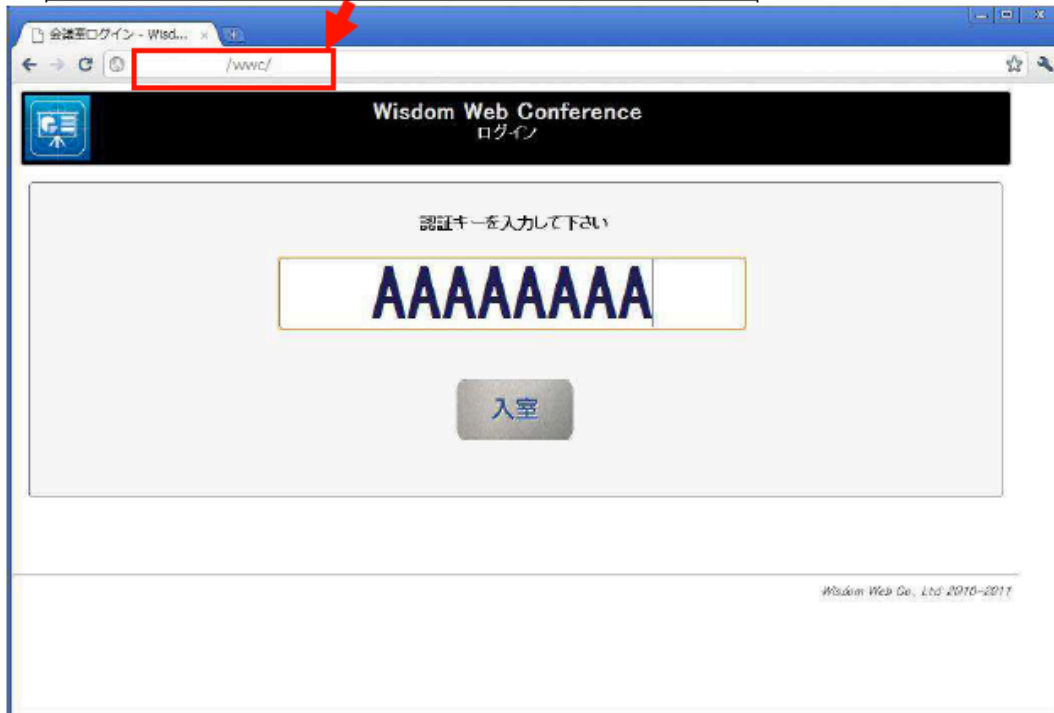 会議室ログイン - Wisd...
/wwc/
Wisdom Web Conference
ログイン
認証キーを入力して下さい
AAAAAAAA
入室
Wisdom Web Co., Ltd 2010-2011